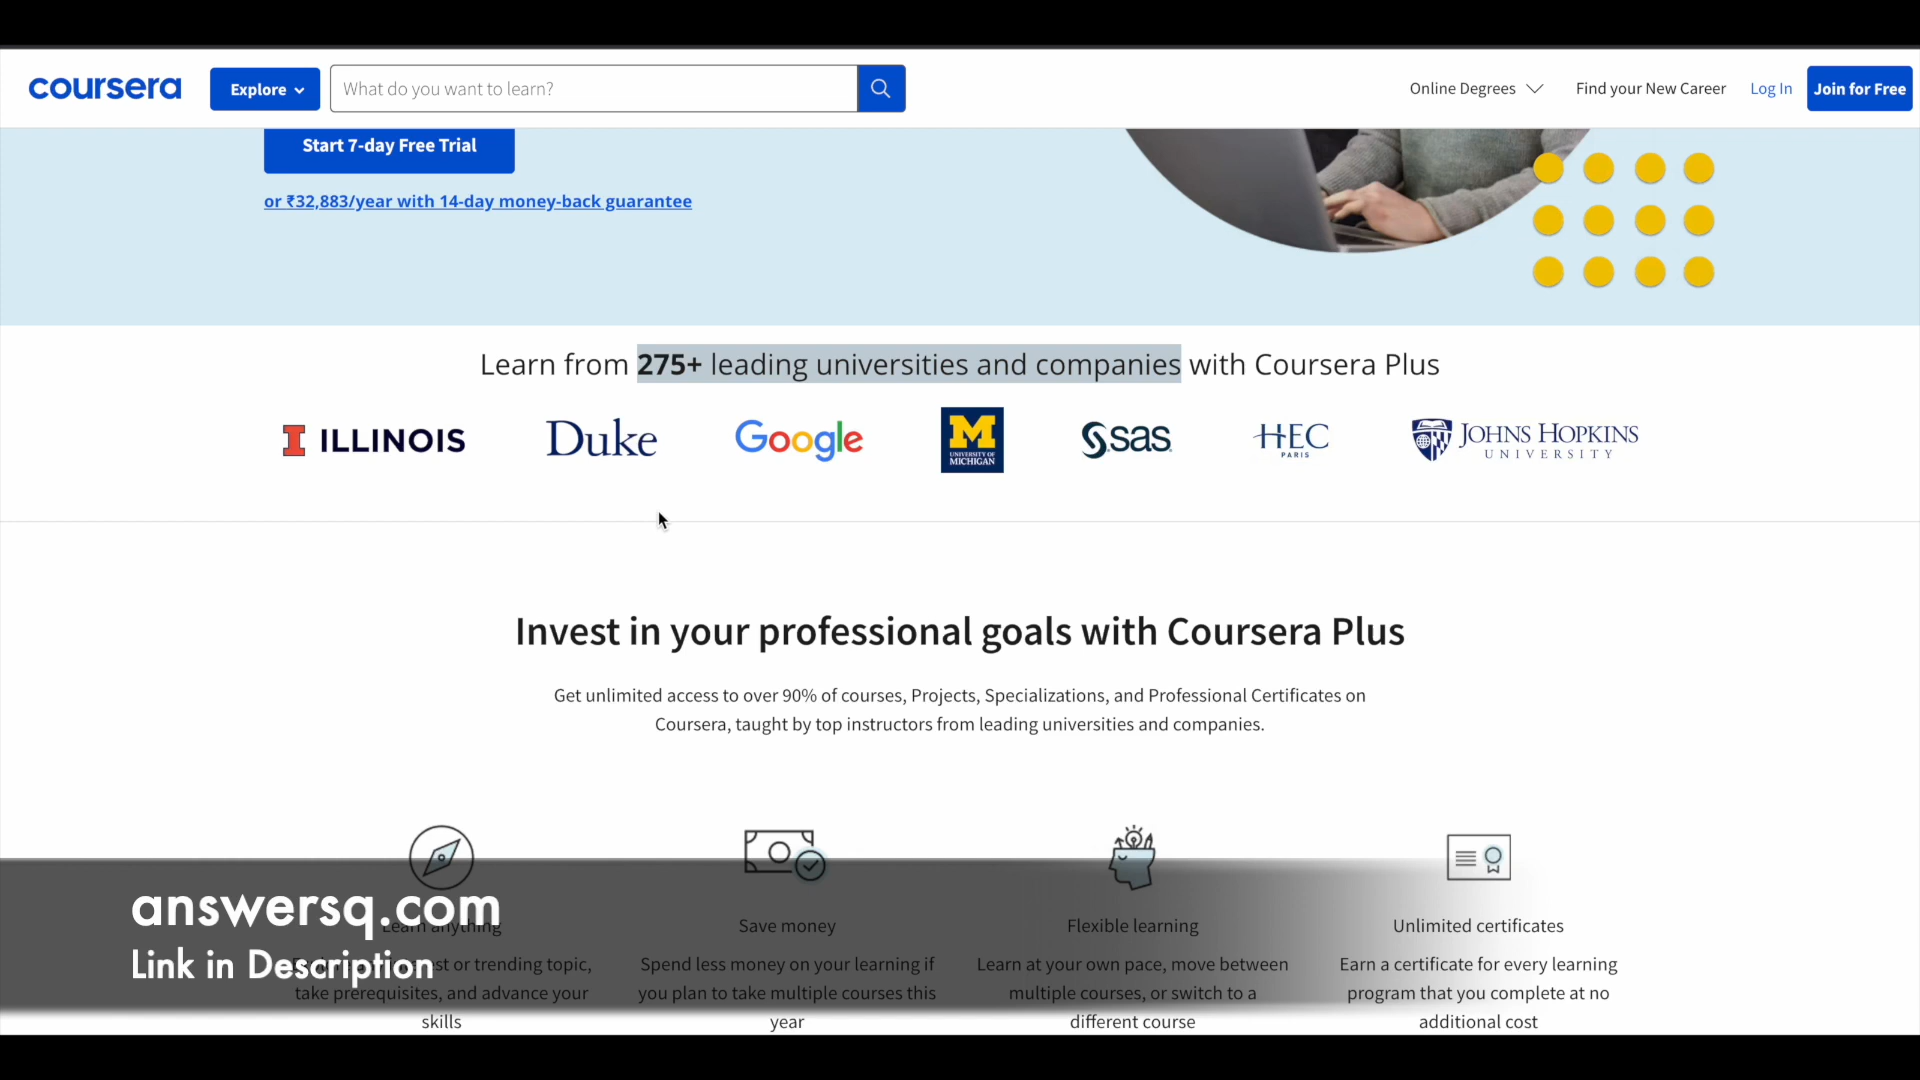 coursera
Explore
What do you want to learn?
Online Degrees
Find your New Career
Log In
Join for Free
Start 7-day Free Trial
or ₹32,883/year with 14-day money-back guarantee
Learn from 275+ leading universities and companies with Coursera Plus
ILLINOIS
Duke
Google
M
UNIVERSITY OF
MICHIGAN
sas
HEC
PARIS
JOHNS HOPKINS
UNIVERSITY
Invest in your professional goals with Coursera Plus
Get unlimited access to over 90% of courses, Projects, Specializations, and Professional Certificates on
Coursera, taught by top instructors from leading universities and companies.
answersq.com
Link in Description
Learn anything
st or trending topic,
take prerequisites, and advance your
skills
Save money
Spend less money on your learning if
you plan to take multiple courses this
year
Flexible learning
Learn at your own pace, move between
multiple courses, or switch to a
different course
Unlimited certificates
Earn a certificate for every learning
program that you complete at no
additional cost